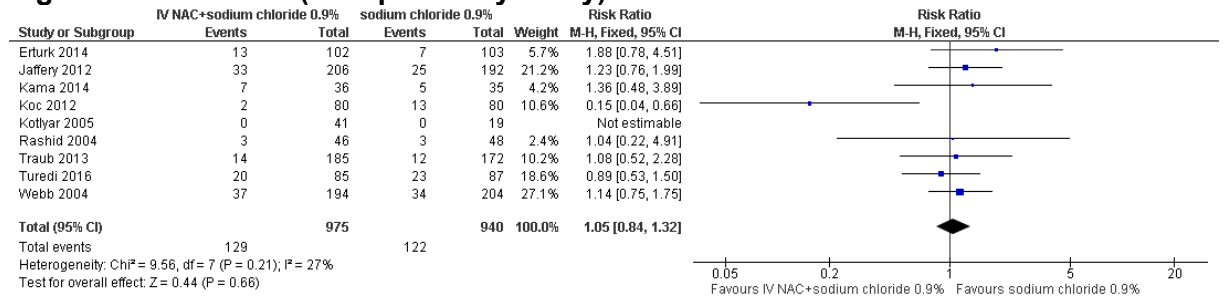 IV NAC+sodium chloride 0.9% sodium chloride 0.9% Risk Ratio Risk Ratio
Study or Subgroup Events Total Events Total Weight M-H, Fixed, 95% CI M-H, Fixed, 95% CI
Erturk 2014 13 102 7 103 5.7% 1.88 [0.78, 4.51]
Jaffery 2012 33 206 25 192 21.2% 1.23 [0.76, 1.99]
Kama 2014 7 36 5 35 4.2% 1.36 [0.48, 3.89]
Koc 2012 2 80 13 80 10.6% 0.15 [0.04, 0.66]
Kotlyar 2005 0 41 0 19 Not estimable
Rashid 2004 3 46 3 48 2.4% 1.04 [0.22, 4.91]
Traub 2013 14 185 12 172 10.2% 1.08 [0.52, 2.28]
Turedi 2016 20 85 23 87 18.6% 0.89 [0.53, 1.50]
Webb 2004 37 194 34 204 27.1% 1.14 [0.75, 1.75]
Total (95% CI) 975 940 100.0% 1.05 [0.84, 1.32]
Total events 129 122
Heterogeneity: Chi² = 9.56, df = 7 (P = 0.21); I² = 27%
Test for overall effect: Z = 0.44 (P = 0.66)
0.05 0.2 1 5 20
Favours IV NAC+sodium chloride 0.9% Favours sodium chloride 0.9%